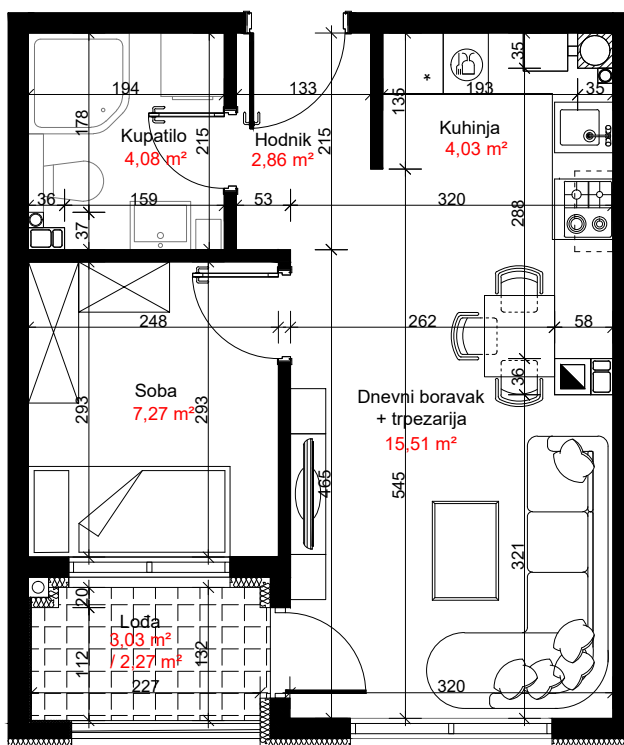 35
194
133
193
35
178
215
135
Kupatilo
4,08 m²
Hodnik
2,86 m²
Kuhinja
4,03 m²
*
215
36
159
53
320
288
37
248
262
58
36
Soba
7,27 m²
293
293
Dnevni boravak
+ trpezarija
15,51 m²
465
545
321
20
Lođa
3,03 m²
/ 2,27 m²
112
132
227
320